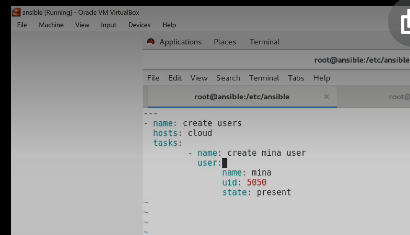 ansible [Running] - Oracle VM VirtualBox
File Machine View Input Devices Help
Applications Places Terminal
root@ansible:/etc/ansible
File Edit View Search Terminal Tabs Help
root@ansible:/etc/ansible × root@
---
- name: create users
hosts: cloud
tasks:
- name: create mina user
user:
name: mina
uid: 5050
state: present
~
~
~